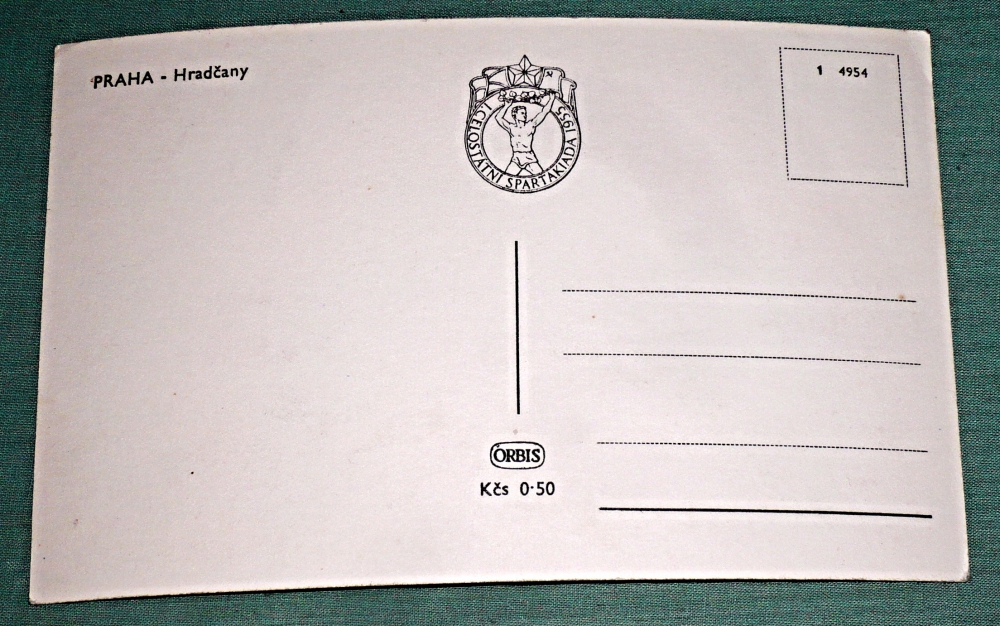 PRAHA - Hradčany
I. CELOSTÁTNÍ SPARTAKIADA 1955
1 4954
ORBIS
Kčs 0·50